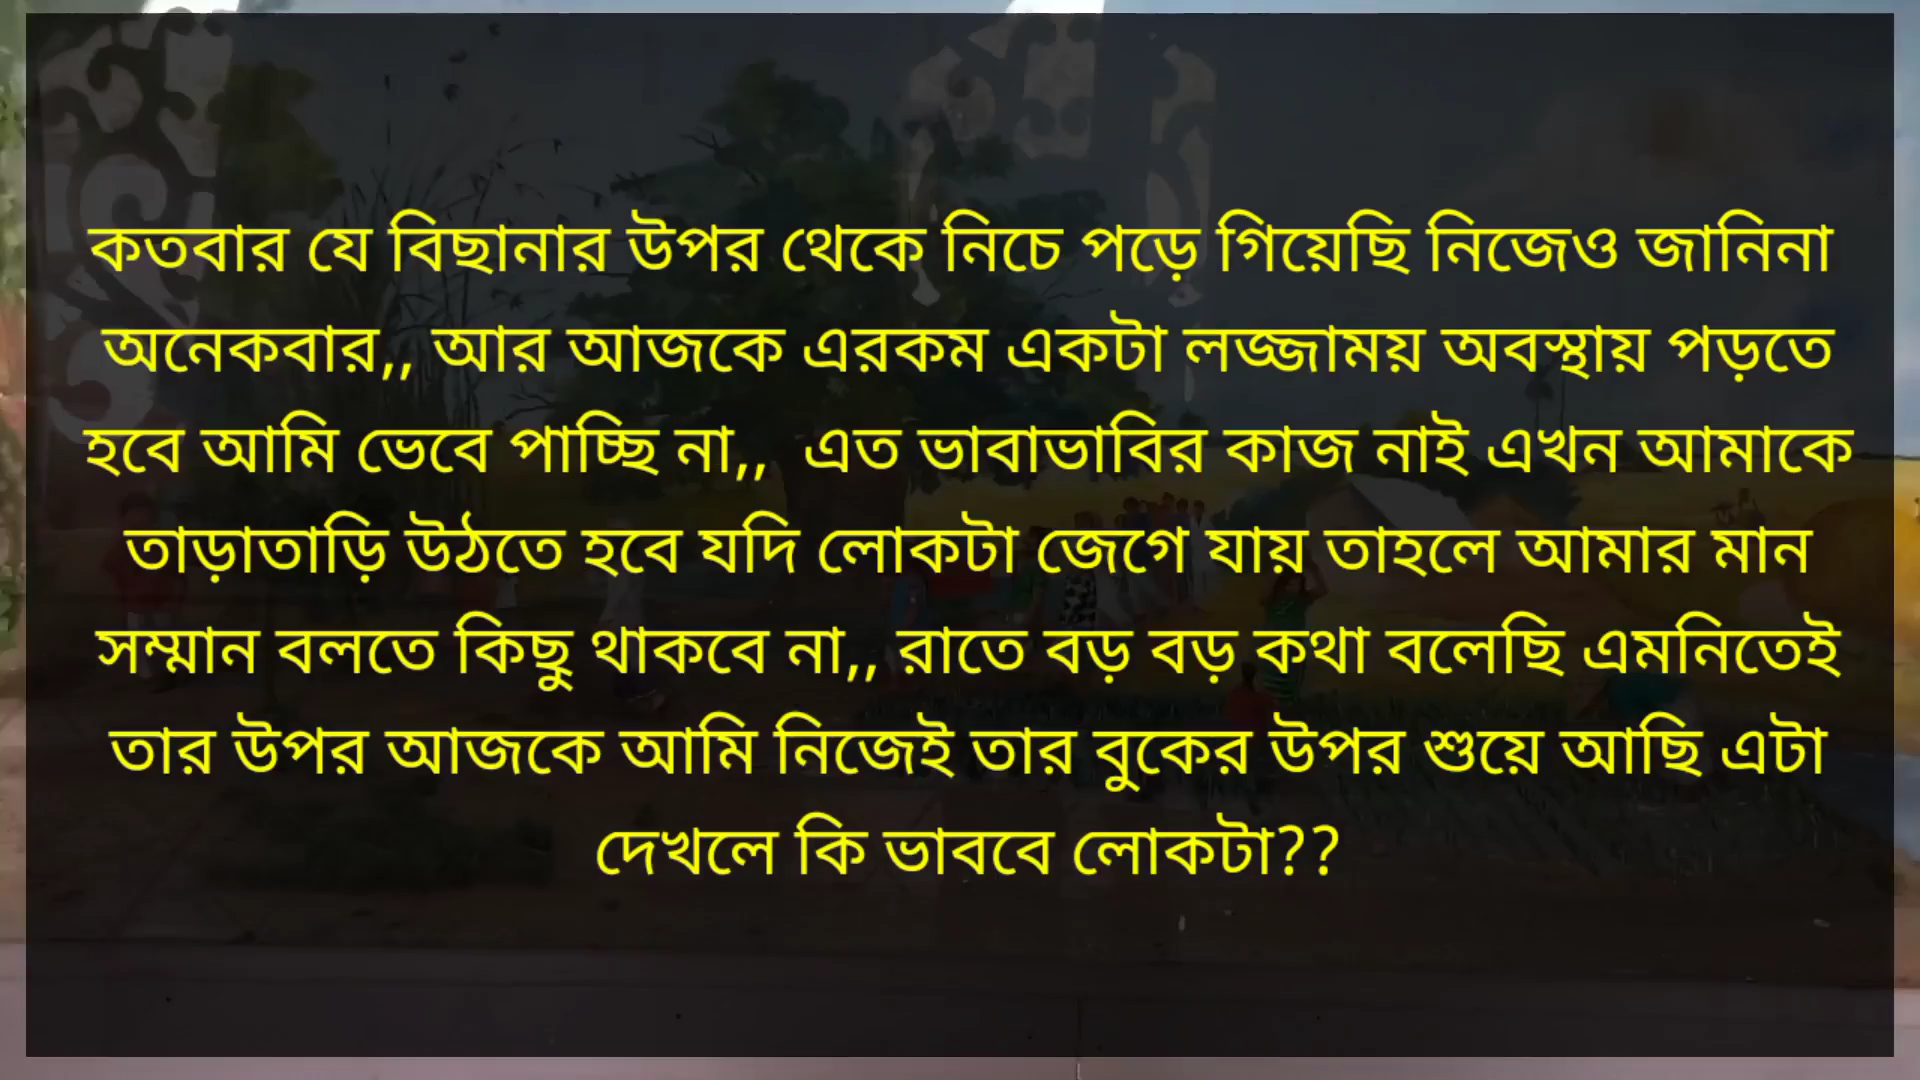 কতবার যে বিছানার উপর থেকে নিচে পড়ে গিয়েছি নিজেও জানিনা
অনেকবার,, আর আজকে এরকম একটা লজ্জাময় অবস্থায় পড়তে
হবে আমি ভেবে পাচ্ছি না,,  এত ভাবাভাবির কাজ নাই এখন আমাকে
তাড়াতাড়ি উঠতে হবে যদি লোকটা জেগে যায় তাহলে আমার মান
সম্মান বলতে কিছু থাকবে না,, রাতে বড় বড় কথা বলেছি এমনিতেই
তার উপর আজকে আমি নিজেই তার বুকের উপর শুয়ে আছি এটা
দেখলে কি ভাববে লোকটা??